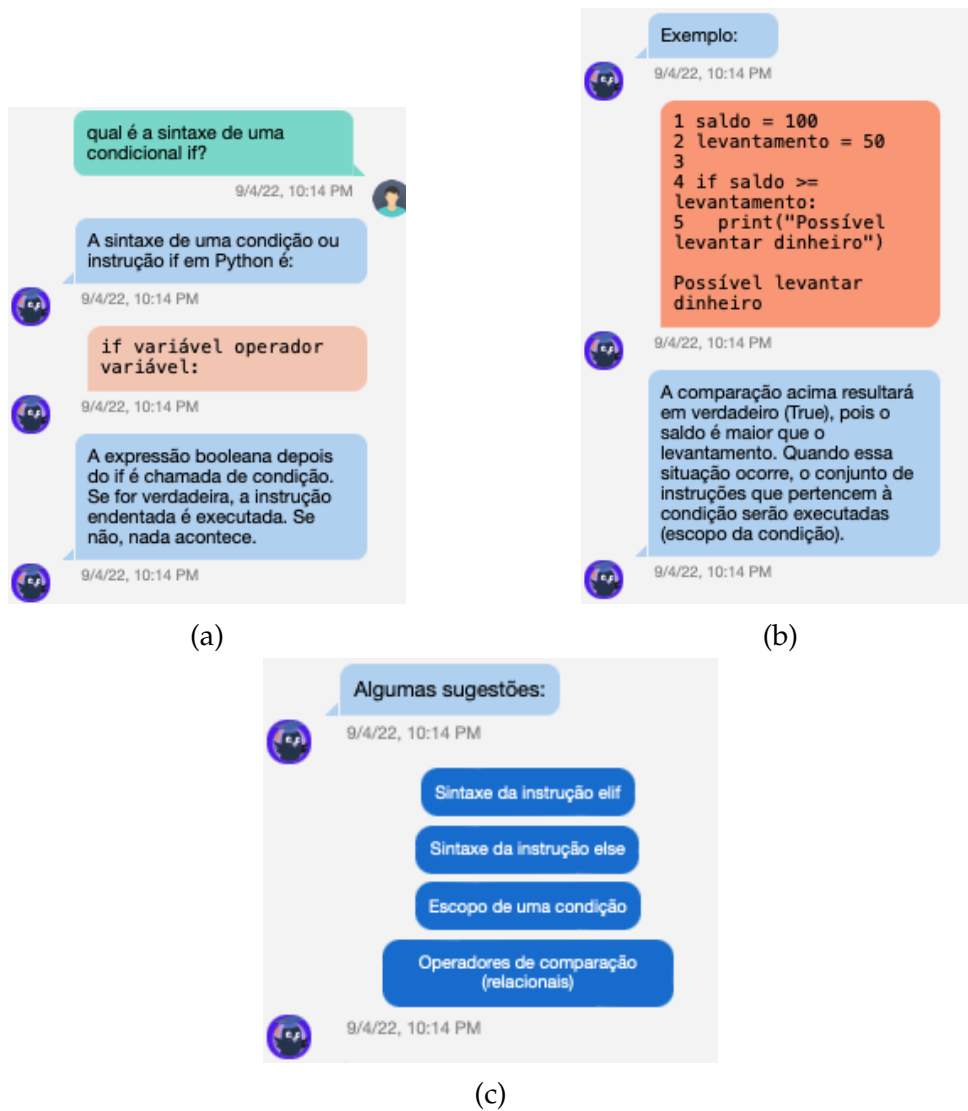 qual é a sintaxe de uma
condicional if?
9/4/22, 10:14 PM
A sintaxe de uma condição ou
instrução if em Python é:
9/4/22, 10:14 PM
if variável operador
variável:
9/4/22, 10:14 PM
A expressão booleana depois
do if é chamada de condição.
Se for verdadeira, a instrução
endentada é executada. Se
não, nada acontece.
9/4/22, 10:14 PM
(a)
Exemplo:
9/4/22, 10:14 PM
1 saldo = 100
2 levantamento = 50
3
4 if saldo >=
levantamento:
5   print("Possível
levantar dinheiro")
Possível levantar
dinheiro
9/4/22, 10:14 PM
A comparação acima resultará
em verdadeiro (True), pois o
saldo é maior que o
levantamento. Quando essa
situação ocorre, o conjunto de
instruções que pertencem à
condição serão executadas
(escopo da condição).
9/4/22, 10:14 PM
(b)
Algumas sugestões:
9/4/22, 10:14 PM
Sintaxe da instrução elif
Sintaxe da instrução else
Escopo de uma condição
Operadores de comparação
(relacionais)
9/4/22, 10:14 PM
(c)